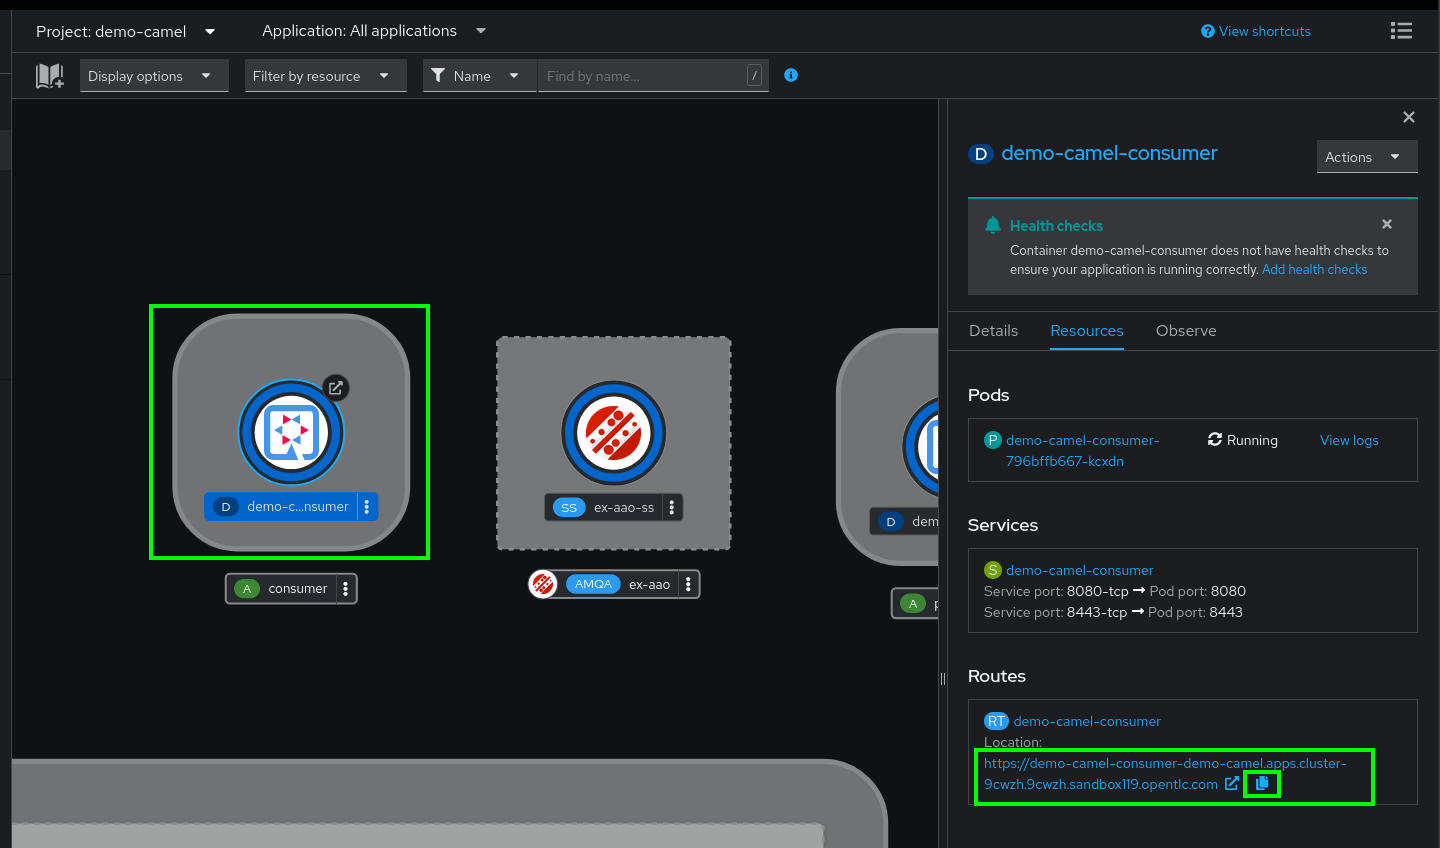 Project: demo-camel
Application: All applications
View shortcuts
Display options
Filter by resource
Name
Find by name...
/
D demo-camel-consumer
Actions
Health checks
Container demo-camel-consumer does not have health checks to
ensure your application is running correctly. Add health checks
Details
Resources
Observe
D demo-c...nsumer
A consumer
SS ex-aao-ss
AMQA ex-aao
D dem
A
Pods
P demo-camel-consumer-
796bffb667-kcxdn
Running
View logs
Services
S demo-camel-consumer
Service port: 8080-tcp → Pod port: 8080
Service port: 8443-tcp → Pod port: 8443
Routes
RT demo-camel-consumer
Location:
https://demo-camel-consumer-demo-camel.apps.cluster-
9cwzh.9cwzh.sandbox119.opentlc.com